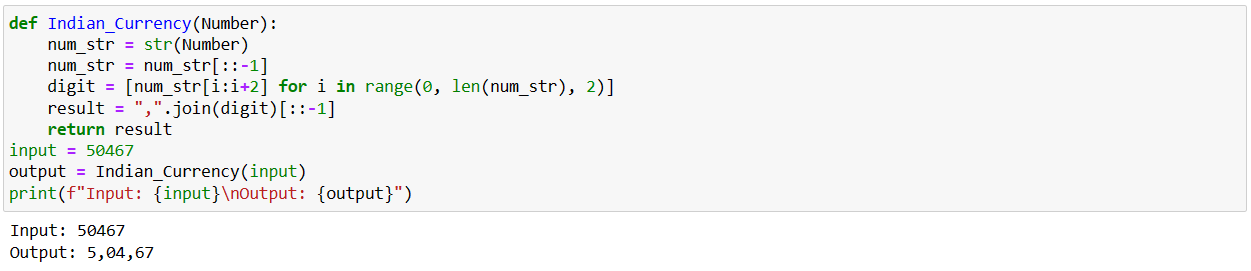 def Indian_Currency(Number):
    num_str = str(Number)
    num_str = num_str[::-1]
    digit = [num_str[i:i+2] for i in range(0, len(num_str), 2)]
    result = ",".join(digit)[::-1]
    return result
input = 50467
output = Indian_Currency(input)
print(f"Input: {input}\nOutput: {output}")
Input: 50467
Output: 5,04,67